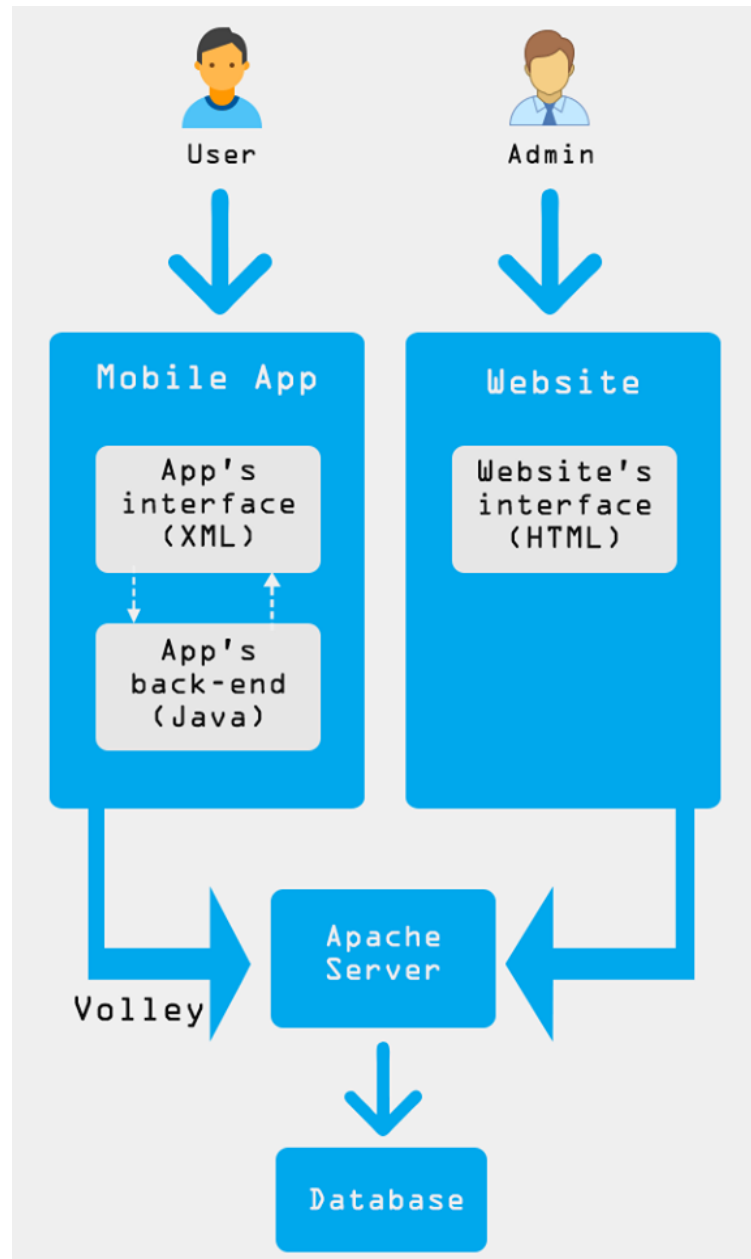 User
Admin
Mobile App
App's
interface
(XML)
App's
back-end
(Java)
Website
Website's
interface
(HTML)
Volley
Apache
Server
Database